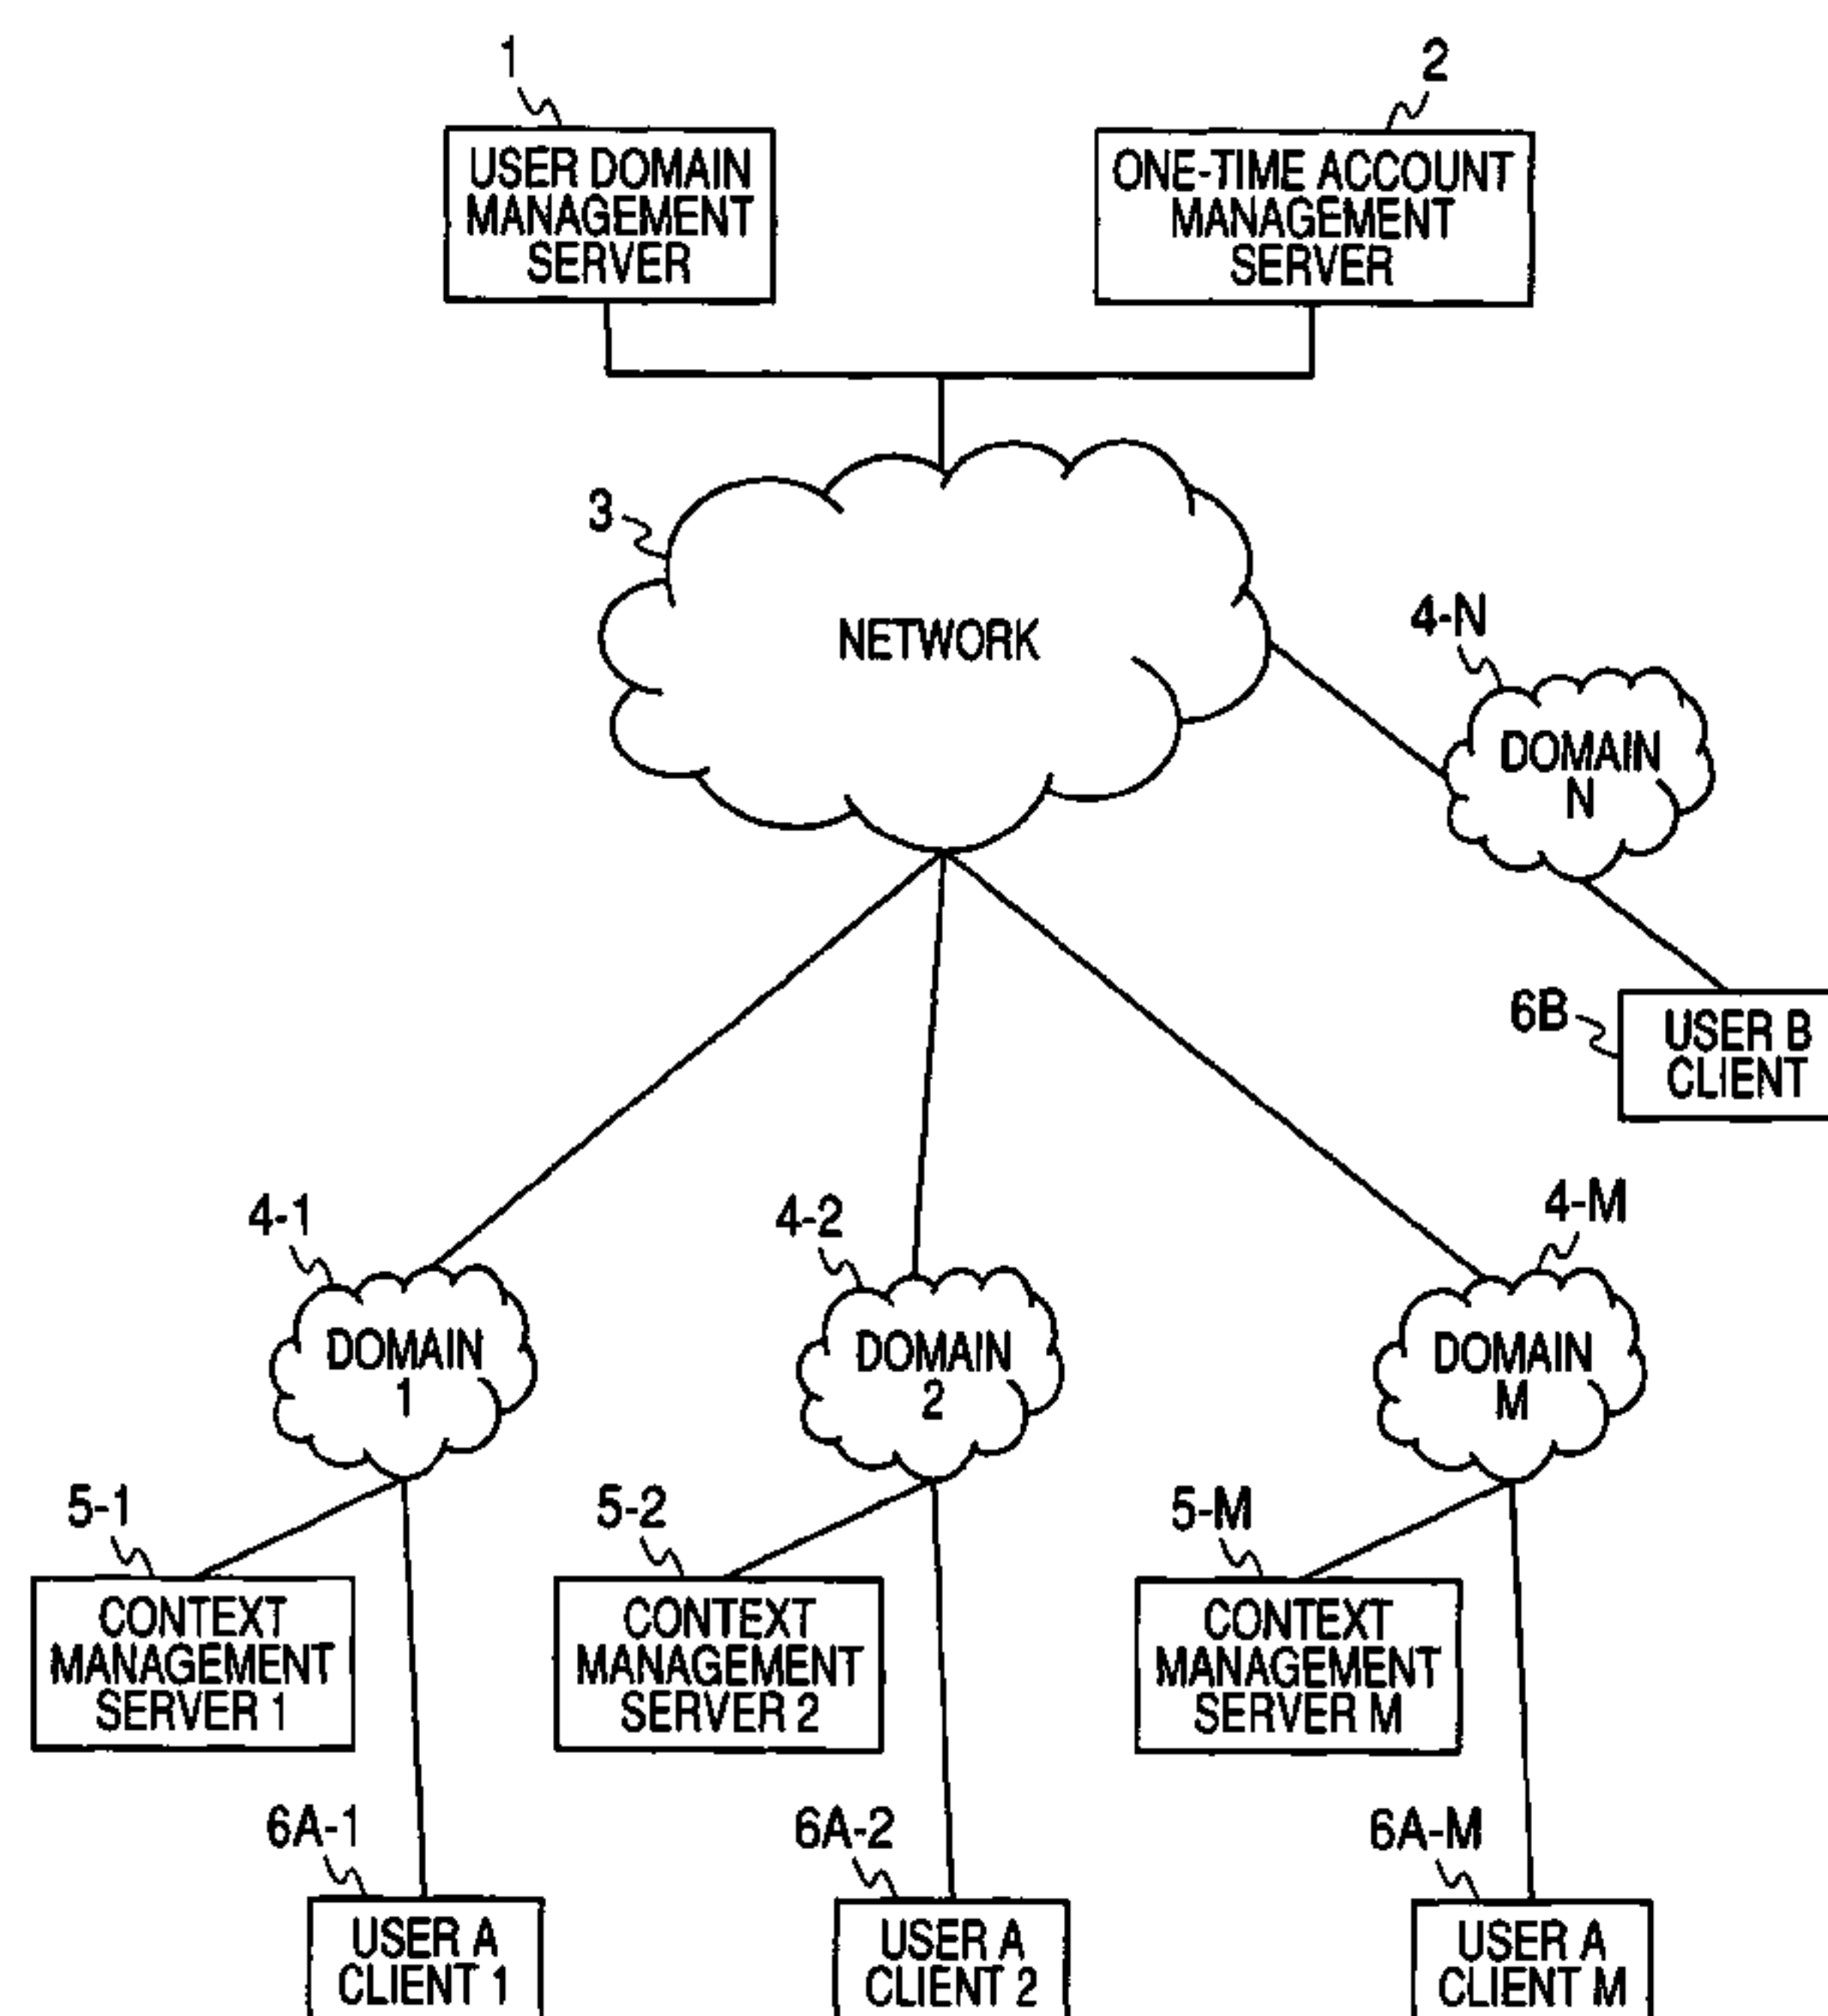 1
2
USER DOMAIN
MANAGEMENT
SERVER
ONE-TIME ACCOUNT
MANAGEMENT
SERVER
3
NETWORK
4-N
DOMAIN
N
6B
USER B
CLIENT
4-1
4-2
4-M
DOMAIN
1
DOMAIN
2
DOMAIN
M
5-1
5-2
5-M
CONTEXT
MANAGEMENT
SERVER 1
CONTEXT
MANAGEMENT
SERVER 2
CONTEXT
MANAGEMENT
SERVER M
6A-1
6A-2
6A-M
USER A
CLIENT 1
USER A
CLIENT 2
USER A
CLIENT M